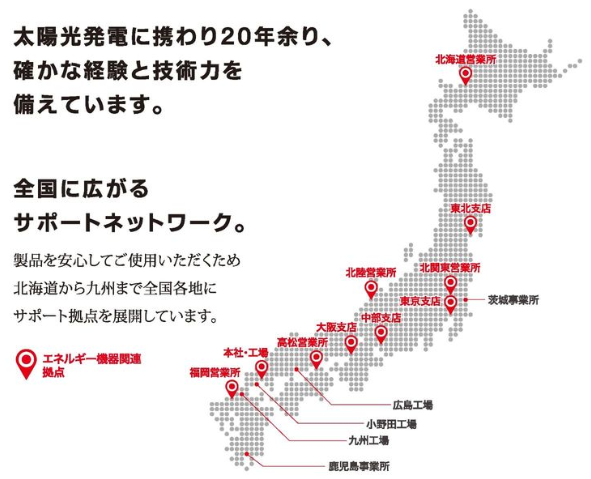 太陽光発電に携わり20年余り、
確かな経験と技術力を
備えています。
全国に広がる
サポートネットワーク。
製品を安心してご使用いただくため
北海道から九州まで全国各地に
サポート拠点を展開しています。
エネルギー機器関連
拠点
北海道営業所
東北支店
北陸営業所
北関東営業所
東京支店
茨城事業所
中部支店
大阪支店
高松営業所
本社・工場
福岡営業所
広島工場
小野田工場
九州工場
鹿児島事業所